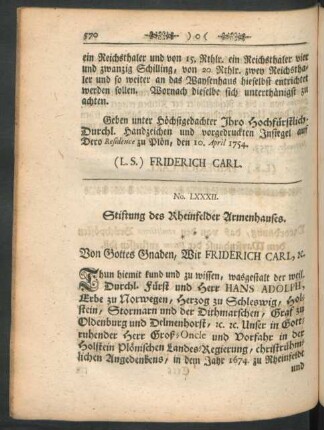 570 ) o (
ein Reichsthaler und von 15. Rthlr. ein Reichsthaler vier
und zwanzig Schilling, von 20 Rthlr. zwey Reichstha-
ler und so weiter an das Waysenhaus hieselbst entrichtet
werden sollen. Wornach dieselbe sich unterthänigst zu
achten.
Geben unter Höchstgedachter Ihro Hochfürstlich.
Durchl. Handzeichen und vorgedruckten Insiegel auf
Dero Residence zu Plön, den 10. April 1754.
(L. S.) FRIDERICH CARL.
No. LXXXII.
Stiftung des Rheinfelder Armenhauses.
Von Gottes Gnaden, Wir FRIDERICH CARL, ꝛc.
Thun hiemit kund und zu wissen, wasgestalt der weil.
Durchl. Fürst und Herr HANS ADOLPH,
Erbe zu Norwegen, Herzog zu Schleswig, Hol-
stein, Stormarn und der Dithmarschen, Graf zu
Oldenburg und Delmenhorst, ꝛc. ꝛc. Unser in Gott
ruhender Herr Groß-Oncle und Vorfahr in der
Holstein Plönischen Landes-Regierung, christrühm-
lichen Angedenkens, in dem Jahr 1674. zu Rheinfeldt
und